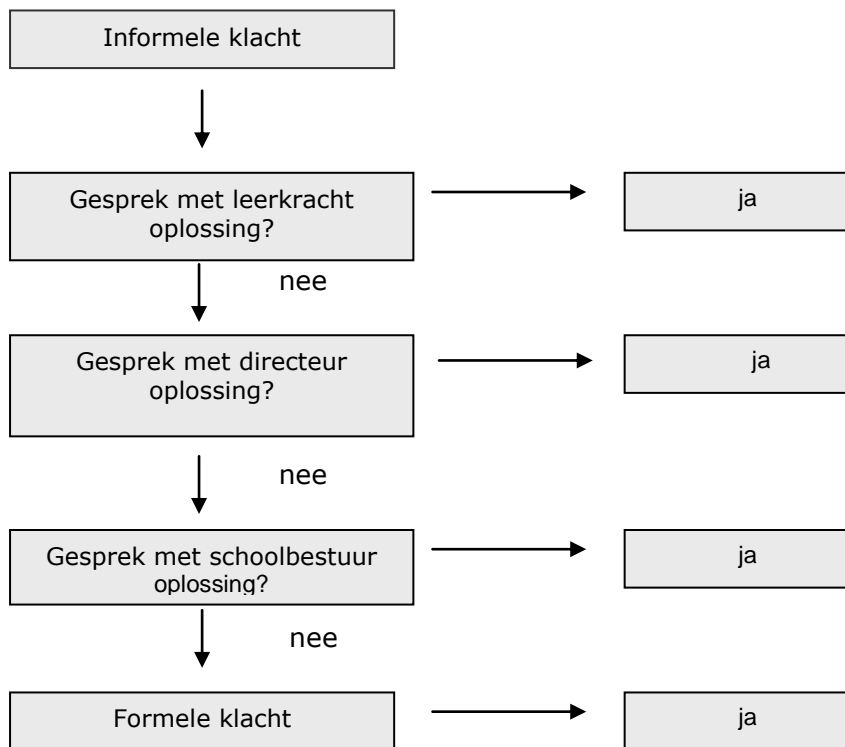 Informele klacht
Gesprek met leerkracht
oplossing?
ja
nee
Gesprek met directeur
oplossing?
ja
nee
Gesprek met schoolbestuur
oplossing?
ja
nee
Formele klacht
ja